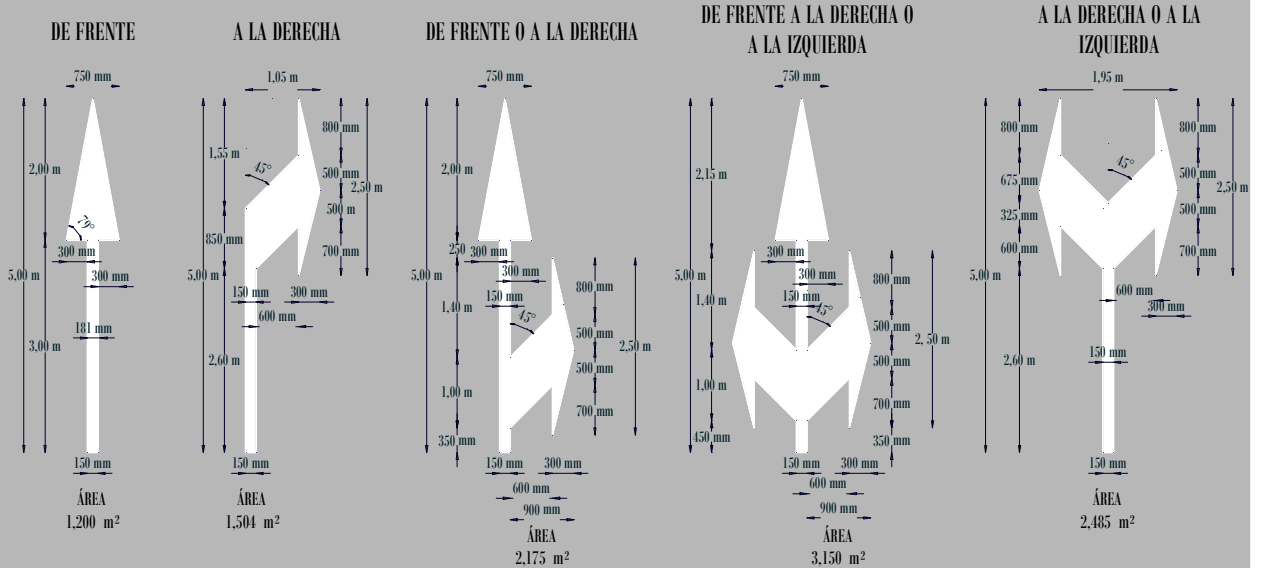 DE FRENTE
750 mm
2,00 m
79°
300 mm
300 mm
5,00 m
181 mm
3,00 m
150 mm
ÁREA
1,200 m²
A LA DERECHA
1,05 m
800 mm
1,55 m
45°
500 mm
2,50 m
500 m
850 mm
700 mm
5,00 m
150 mm
300 mm
600 mm
2,60 m
150 mm
ÁREA
1,504 m²
DE FRENTE O A LA DERECHA
750 mm
2,00 m
250
300 mm
300 mm
5,00 m
800 mm
150 mm
1,40 m
45°
500 mm
2,50 m
500 mm
1,00 m
700 mm
350 mm
150 mm
300 mm
600 mm
900 mm
ÁREA
2,175 m²
DE FRENTE A LA DERECHA O
A LA IZQUIERDA
750 mm
2,15 m
300 mm
300 mm
5,00 m
800 mm
1,40 m
150 mm
45°
500 mm
2, 50 m
500 mm
1,00 m
700 mm
450 mm
350 mm
150 mm
300 mm
600 mm
900 mm
ÁREA
3,150 m²
A LA DERECHA O A LA
IZQUIERDA
1,95 m
800 mm
800 mm
45°
675 mm
500 mm
2,50 m
325 mm
500 mm
600 mm
700 mm
5,00 m
600 mm
300 mm
150 mm
2,60 m
150 mm
ÁREA
2,485 m²